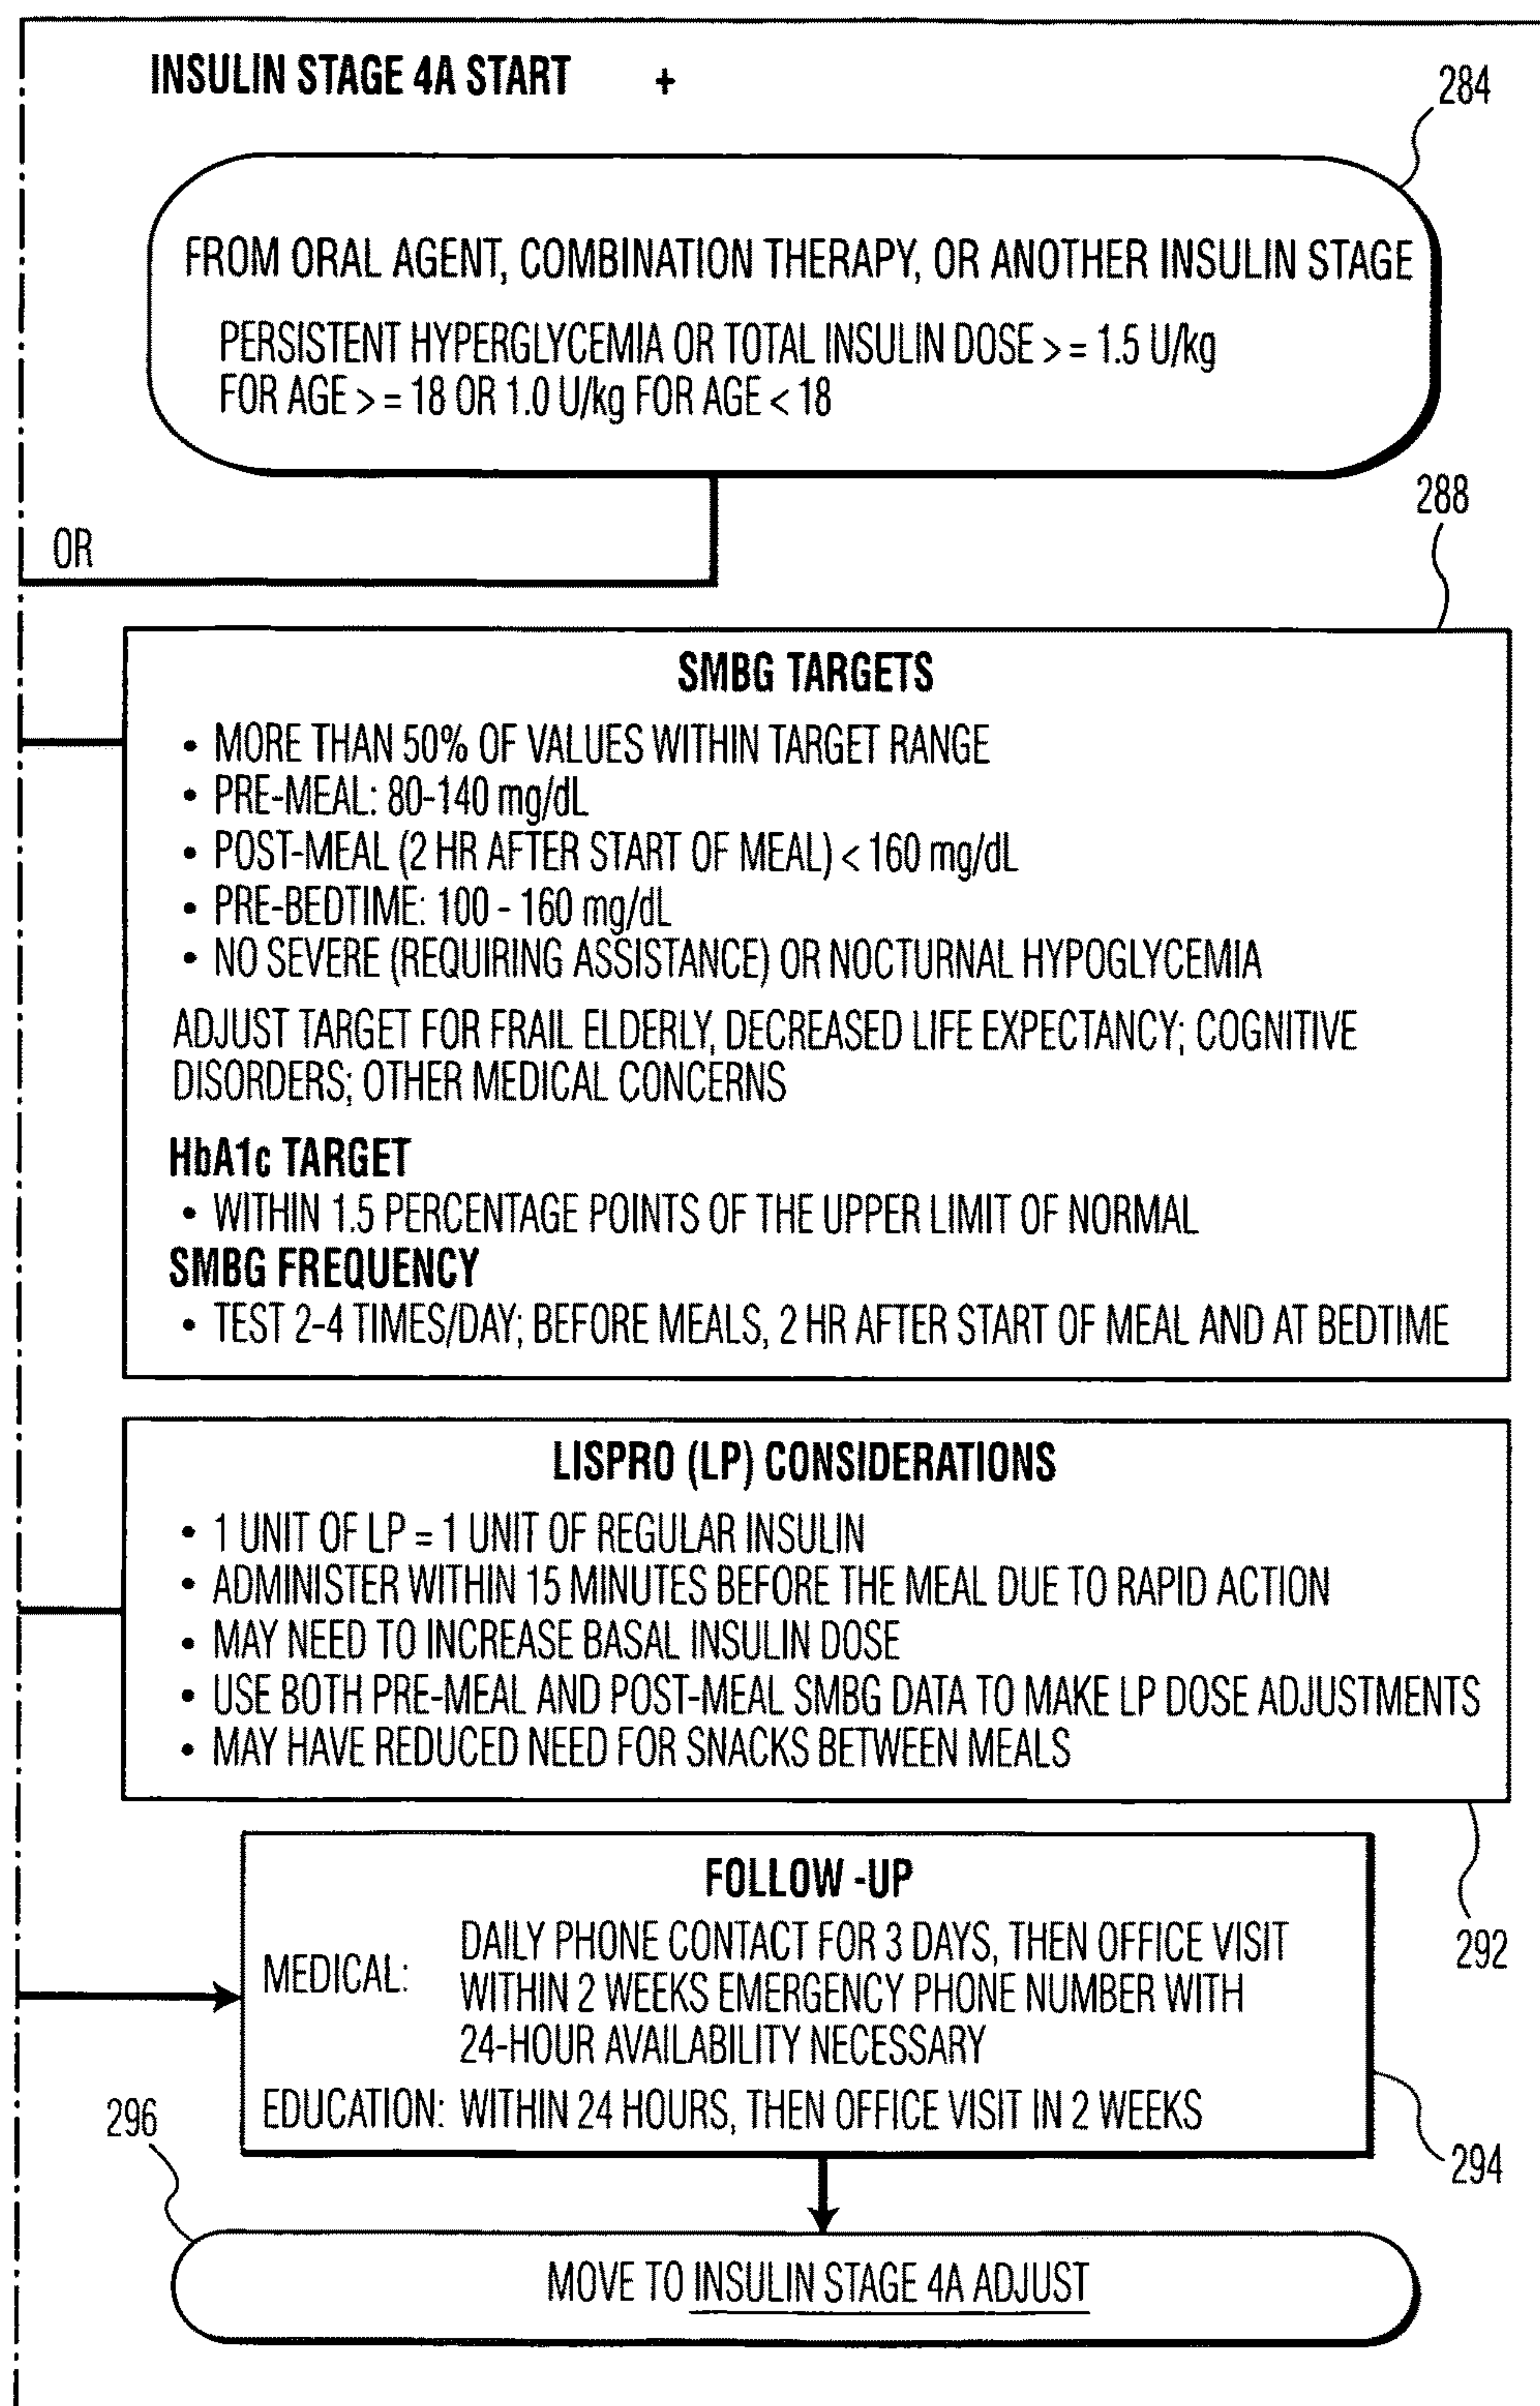 INSULIN STAGE 4A START +
284
FROM ORAL AGENT, COMBINATION THERAPY, OR ANOTHER INSULIN STAGE
PERSISTENT HYPERGLYCEMIA OR TOTAL INSULIN DOSE > = 1.5 U/kg
FOR AGE > = 18 OR 1.0 U/kg FOR AGE < 18
288
OR
SMBG TARGETS
• MORE THAN 50% OF VALUES WITHIN TARGET RANGE
• PRE-MEAL: 80-140 mg/dL
• POST-MEAL (2 HR AFTER START OF MEAL) < 160 mg/dL
• PRE-BEDTIME: 100 - 160 mg/dL
• NO SEVERE (REQUIRING ASSISTANCE) OR NOCTURNAL HYPOGLYCEMIA
ADJUST TARGET FOR FRAIL ELDERLY, DECREASED LIFE EXPECTANCY; COGNITIVE
DISORDERS; OTHER MEDICAL CONCERNS
HbA1c TARGET
• WITHIN 1.5 PERCENTAGE POINTS OF THE UPPER LIMIT OF NORMAL
SMBG FREQUENCY
• TEST 2-4 TIMES/DAY; BEFORE MEALS, 2 HR AFTER START OF MEAL AND AT BEDTIME
LISPRO (LP) CONSIDERATIONS
• 1 UNIT OF LP = 1 UNIT OF REGULAR INSULIN
• ADMINISTER WITHIN 15 MINUTES BEFORE THE MEAL DUE TO RAPID ACTION
• MAY NEED TO INCREASE BASAL INSULIN DOSE
• USE BOTH PRE-MEAL AND POST-MEAL SMBG DATA TO MAKE LP DOSE ADJUSTMENTS
• MAY HAVE REDUCED NEED FOR SNACKS BETWEEN MEALS
292
FOLLOW -UP
MEDICAL: DAILY PHONE CONTACT FOR 3 DAYS, THEN OFFICE VISIT
WITHIN 2 WEEKS EMERGENCY PHONE NUMBER WITH
24-HOUR AVAILABILITY NECESSARY
EDUCATION: WITHIN 24 HOURS, THEN OFFICE VISIT IN 2 WEEKS
294
296
MOVE TO INSULIN STAGE 4A ADJUST